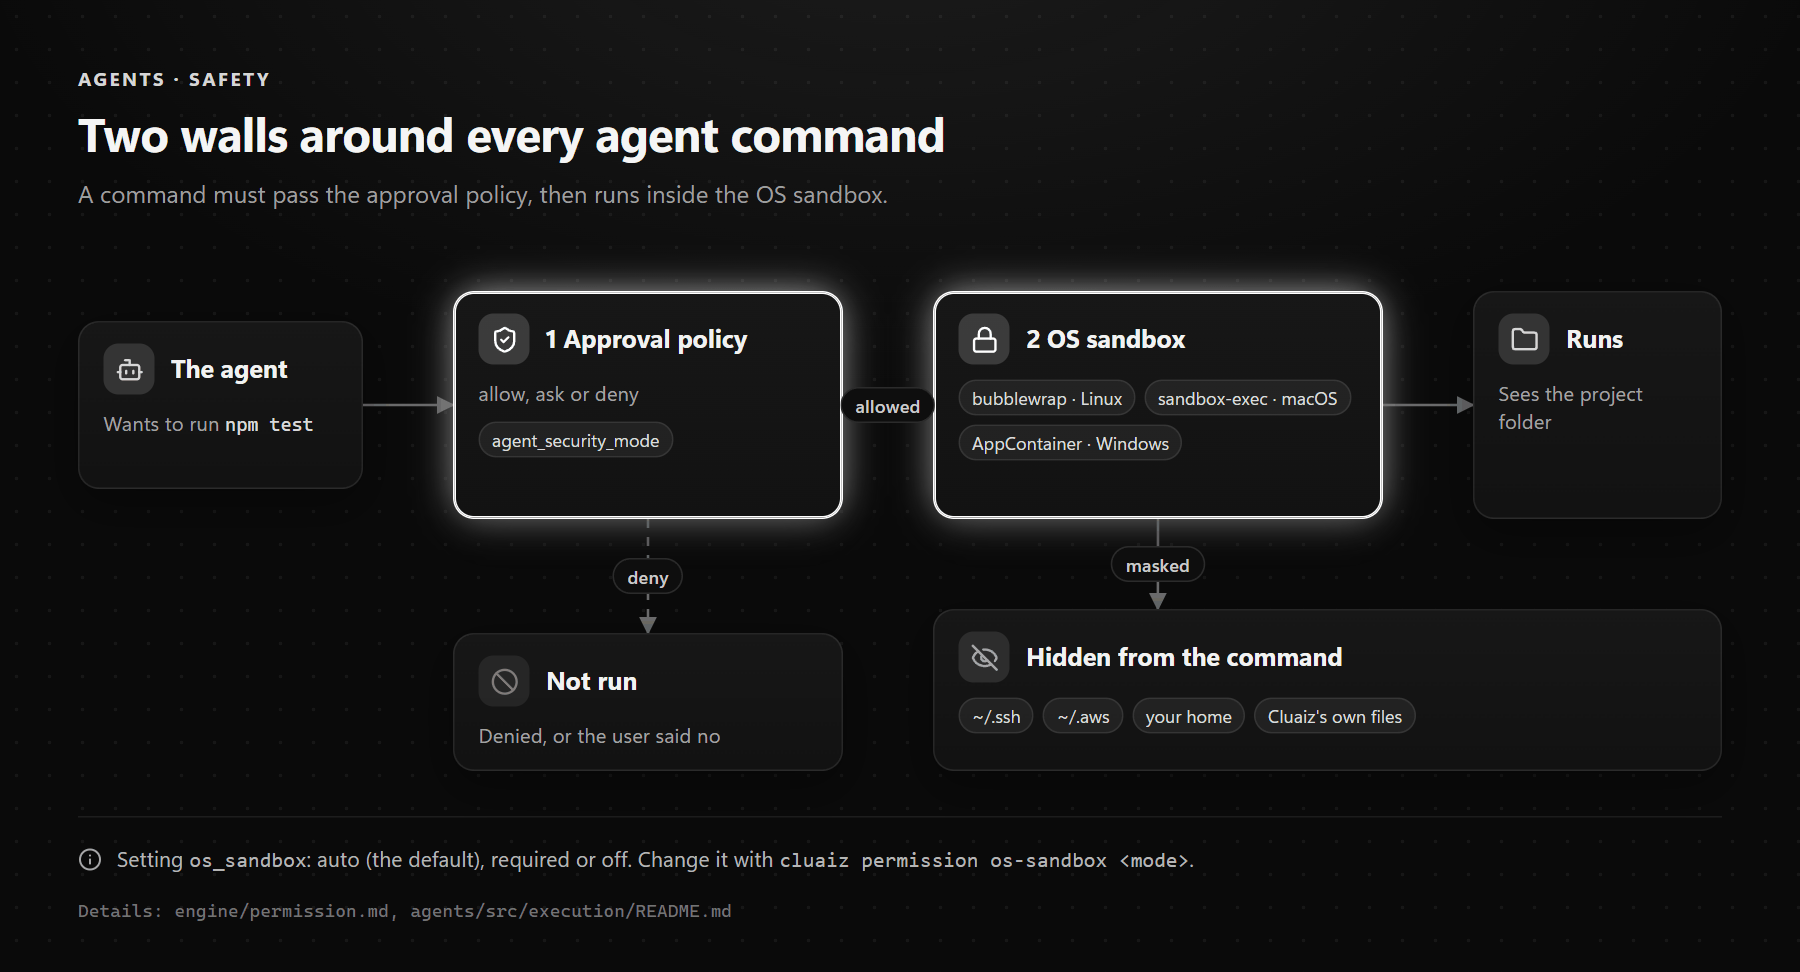 AGENTS · SAFETY
Two walls around every agent command
A command must pass the approval policy, then runs inside the OS sandbox.
The agent
Wants to run npm test
1 Approval policy
allow, ask or deny
agent_security_mode
allowed
2 OS sandbox
bubblewrap · Linux
sandbox-exec · macOS
AppContainer · Windows
Runs
Sees the project
folder
deny
masked
Not run
Denied, or the user said no
Hidden from the command
~/.ssh
~/.aws
your home
Cluaiz's own files
Setting os_sandbox: auto (the default), required or off. Change it with cluaiz permission os-sandbox <mode>.
Details: engine/permission.md, agents/src/execution/README.md